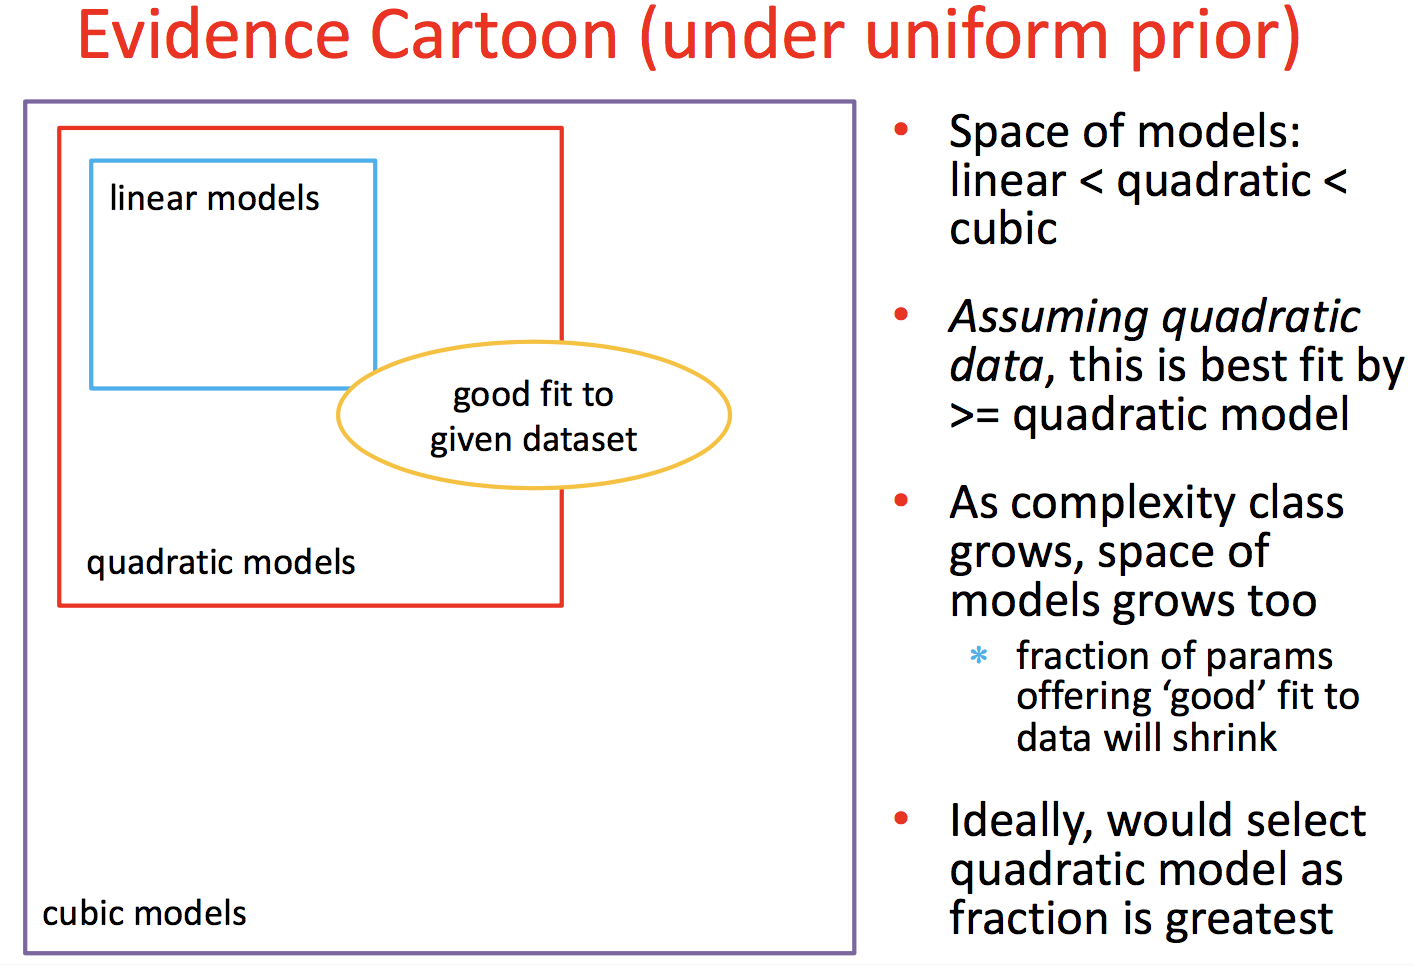 Evidence Cartoon (under uniform prior)
linear models
good fit to
given dataset
quadratic models
cubic models
• Space of models:
linear < quadratic <
cubic
• Assuming quadratic
data, this is best fit by
>= quadratic model
• As complexity class
grows, space of
models grows too
* fraction of params
offering ‘good’ fit to
data will shrink
• Ideally, would select
quadratic model as
fraction is greatest